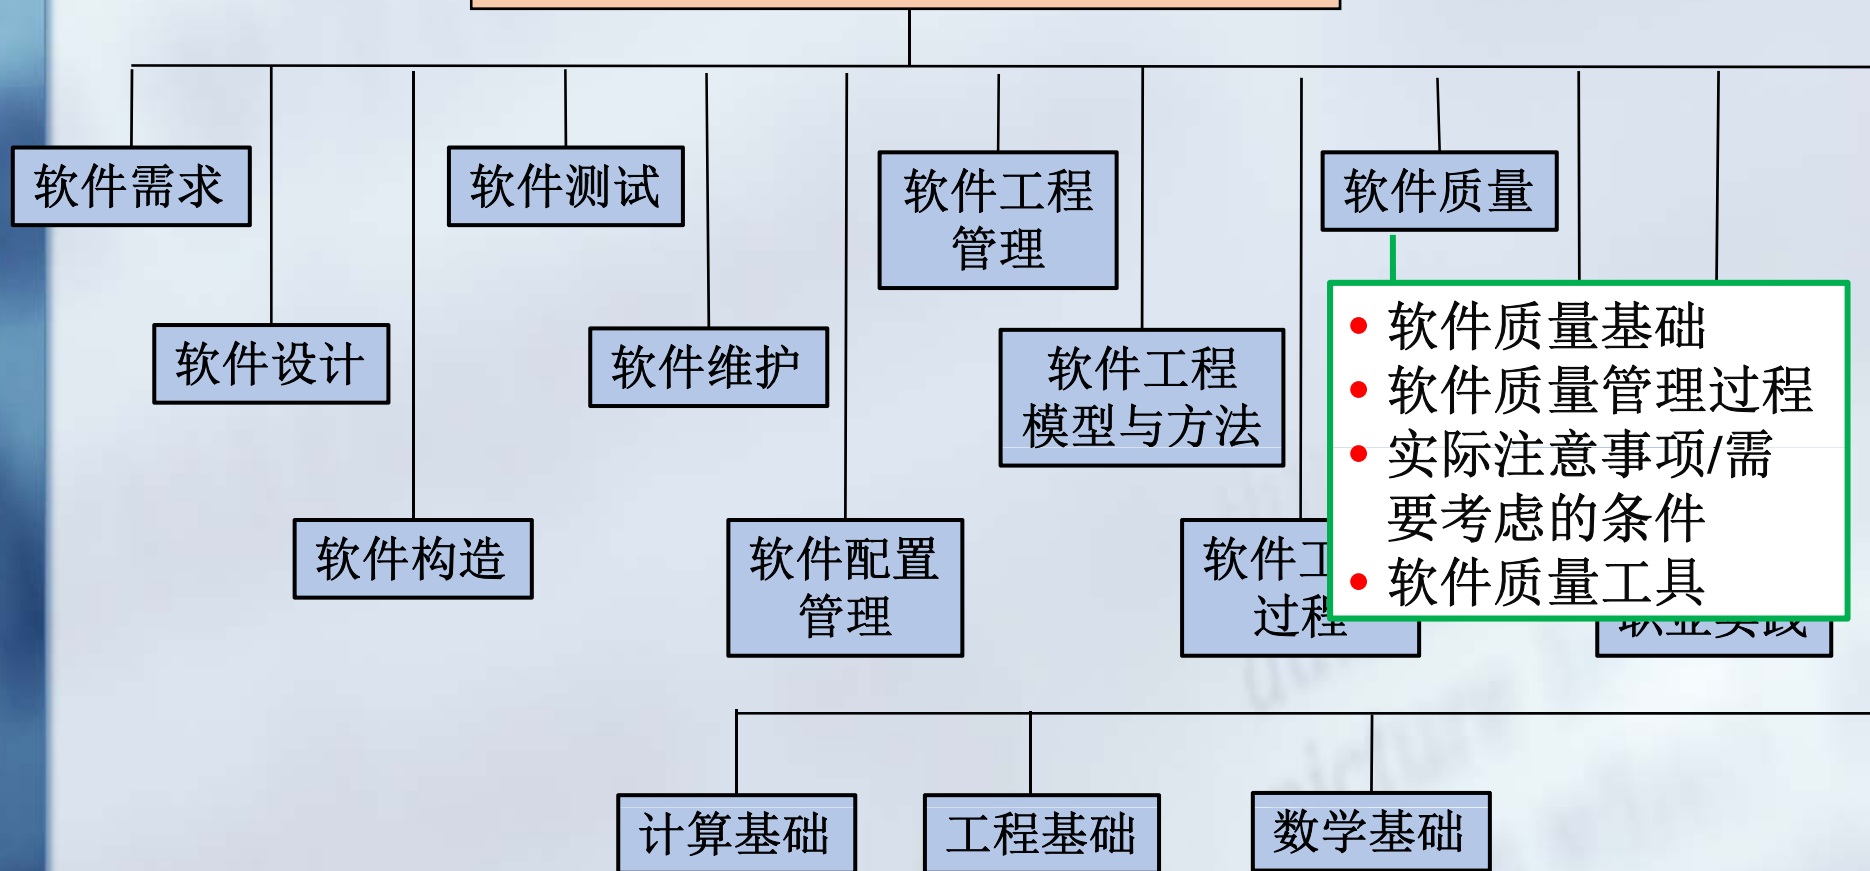 软件需求
软件测试
软件工程
管理
软件质量
软件设计
软件维护
软件工程
模型与方法
• 软件质量基础
• 软件质量管理过程
• 实际注意事项/需
要考虑的条件
• 软件质量工具
软件构造
软件配置
管理
软件工
过程
职业实践
计算基础
工程基础
数学基础